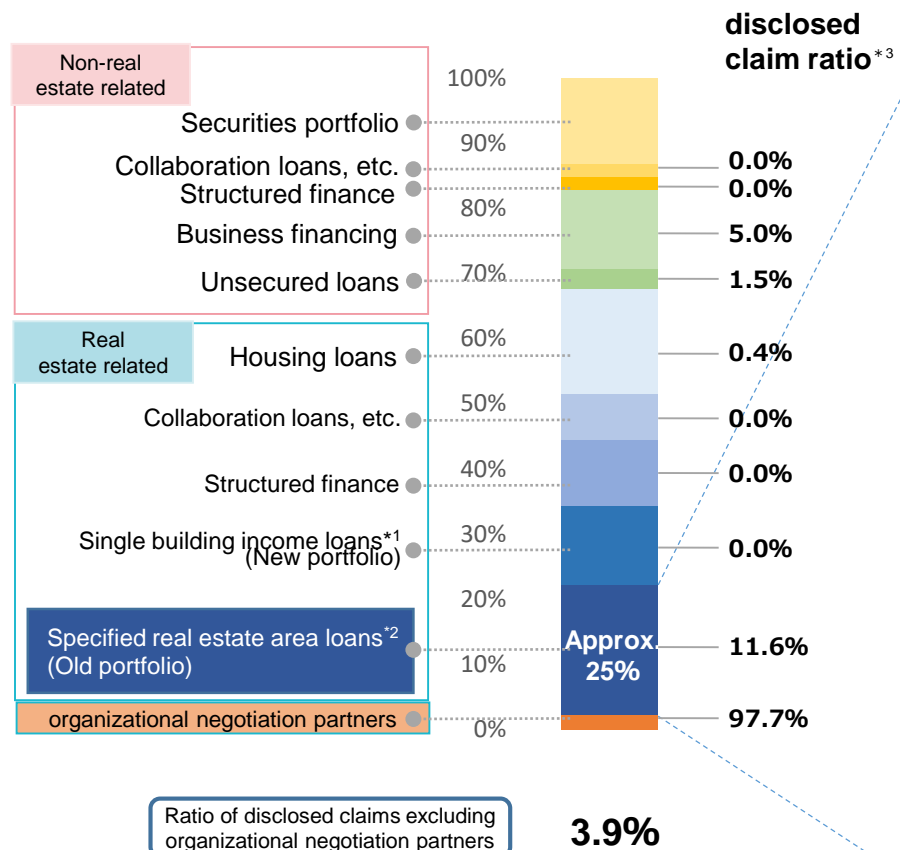 disclosed
claim ratio*3
Non-real
estate related
100%
Securities portfolio
90%
Collaboration loans, etc.
0.0%
Structured finance
0.0%
80%
Business financing
5.0%
70%
Unsecured loans
1.5%
Real
estate related
60%
Housing loans
0.4%
50%
Collaboration loans, etc.
0.0%
40%
Structured finance
0.0%
30%
Single building income loans*1
(New portfolio)
0.0%
20%
Specified real estate area loans*2
(Old portfolio)
Approx.
25%
11.6%
10%
organizational negotiation partners
97.7%
0%
Ratio of disclosed claims excluding
organizational negotiation partners
3.9%